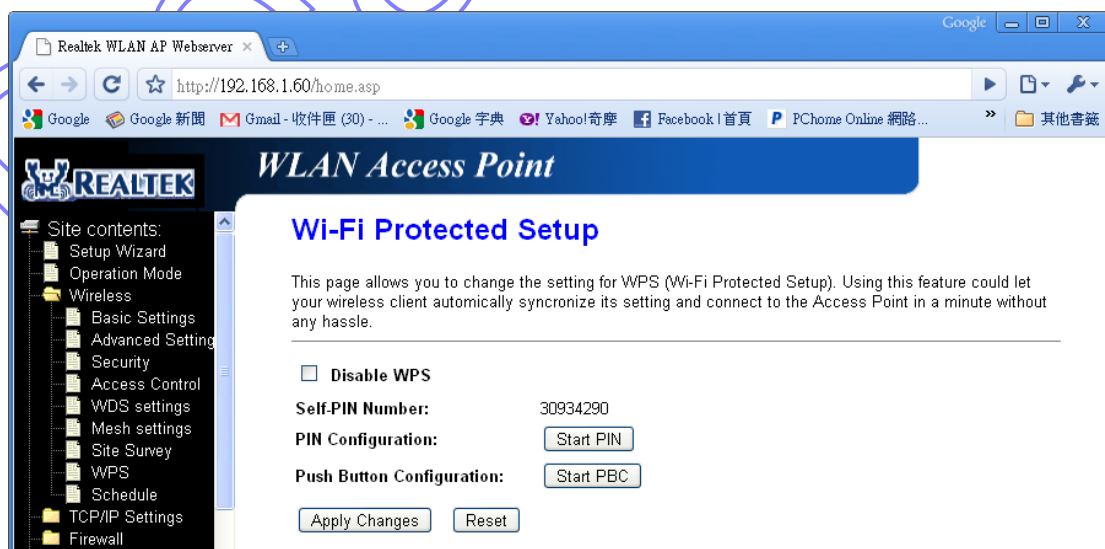 Google
Realtek WLAN AP Webserver
http://192.168.1.60/home.asp
Google Google 新聞 Gmail - 收件匣 (30) - ... Google 字典 Yahoo!奇摩 Facebook | 首頁 PChome Online 網路... » 其他書籤
REALTEK
WLAN Access Point
Site contents:
Setup Wizard
Operation Mode
Wireless
Basic Settings
Advanced Setting
Security
Access Control
WDS settings
Mesh settings
Site Survey
WPS
Schedule
TCP/IP Settings
Firewall
Wi-Fi Protected Setup
This page allows you to change the setting for WPS (Wi-Fi Protected Setup). Using this feature could let
your wireless client automically syncronize its setting and connect to the Access Point in a minute without
any hassle.
Disable WPS
Self-PIN Number: 30934290
PIN Configuration: Start PIN
Push Button Configuration: Start PBC
Apply Changes Reset